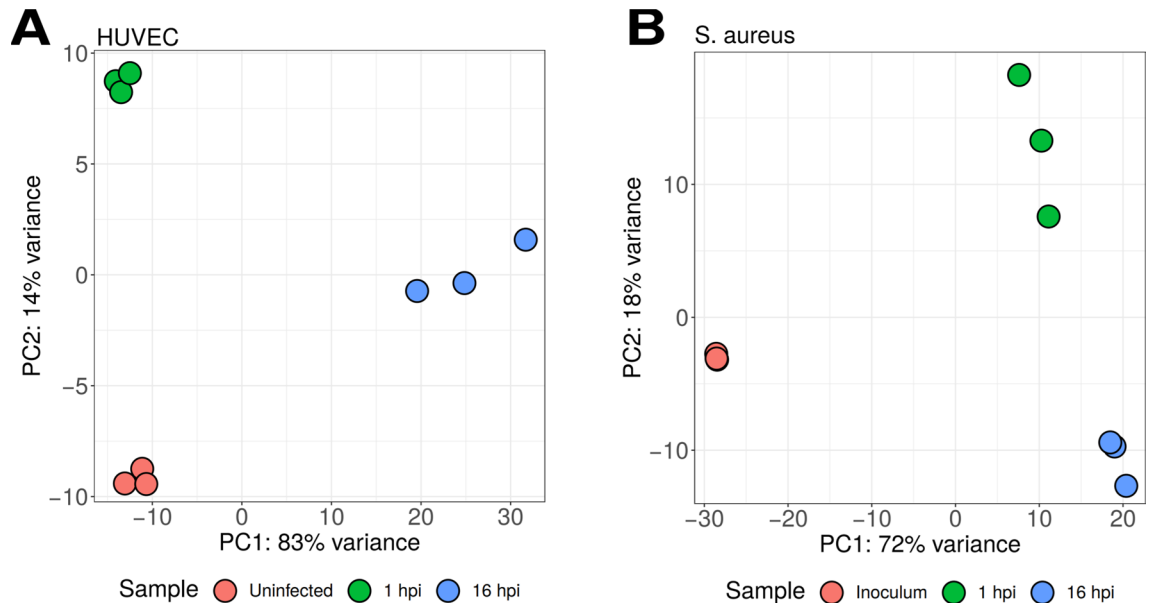 A
HUVEC
10
5
0
−5
−10
PC2: 14% variance
−10
0
10
20
30
PC1: 83% variance
Sample
Uninfected
1 hpi
16 hpi
B
S. aureus
10
0
−10
PC2: 18% variance
−30
−20
−10
0
10
20
PC1: 72% variance
Sample
Inoculum
1 hpi
16 hpi